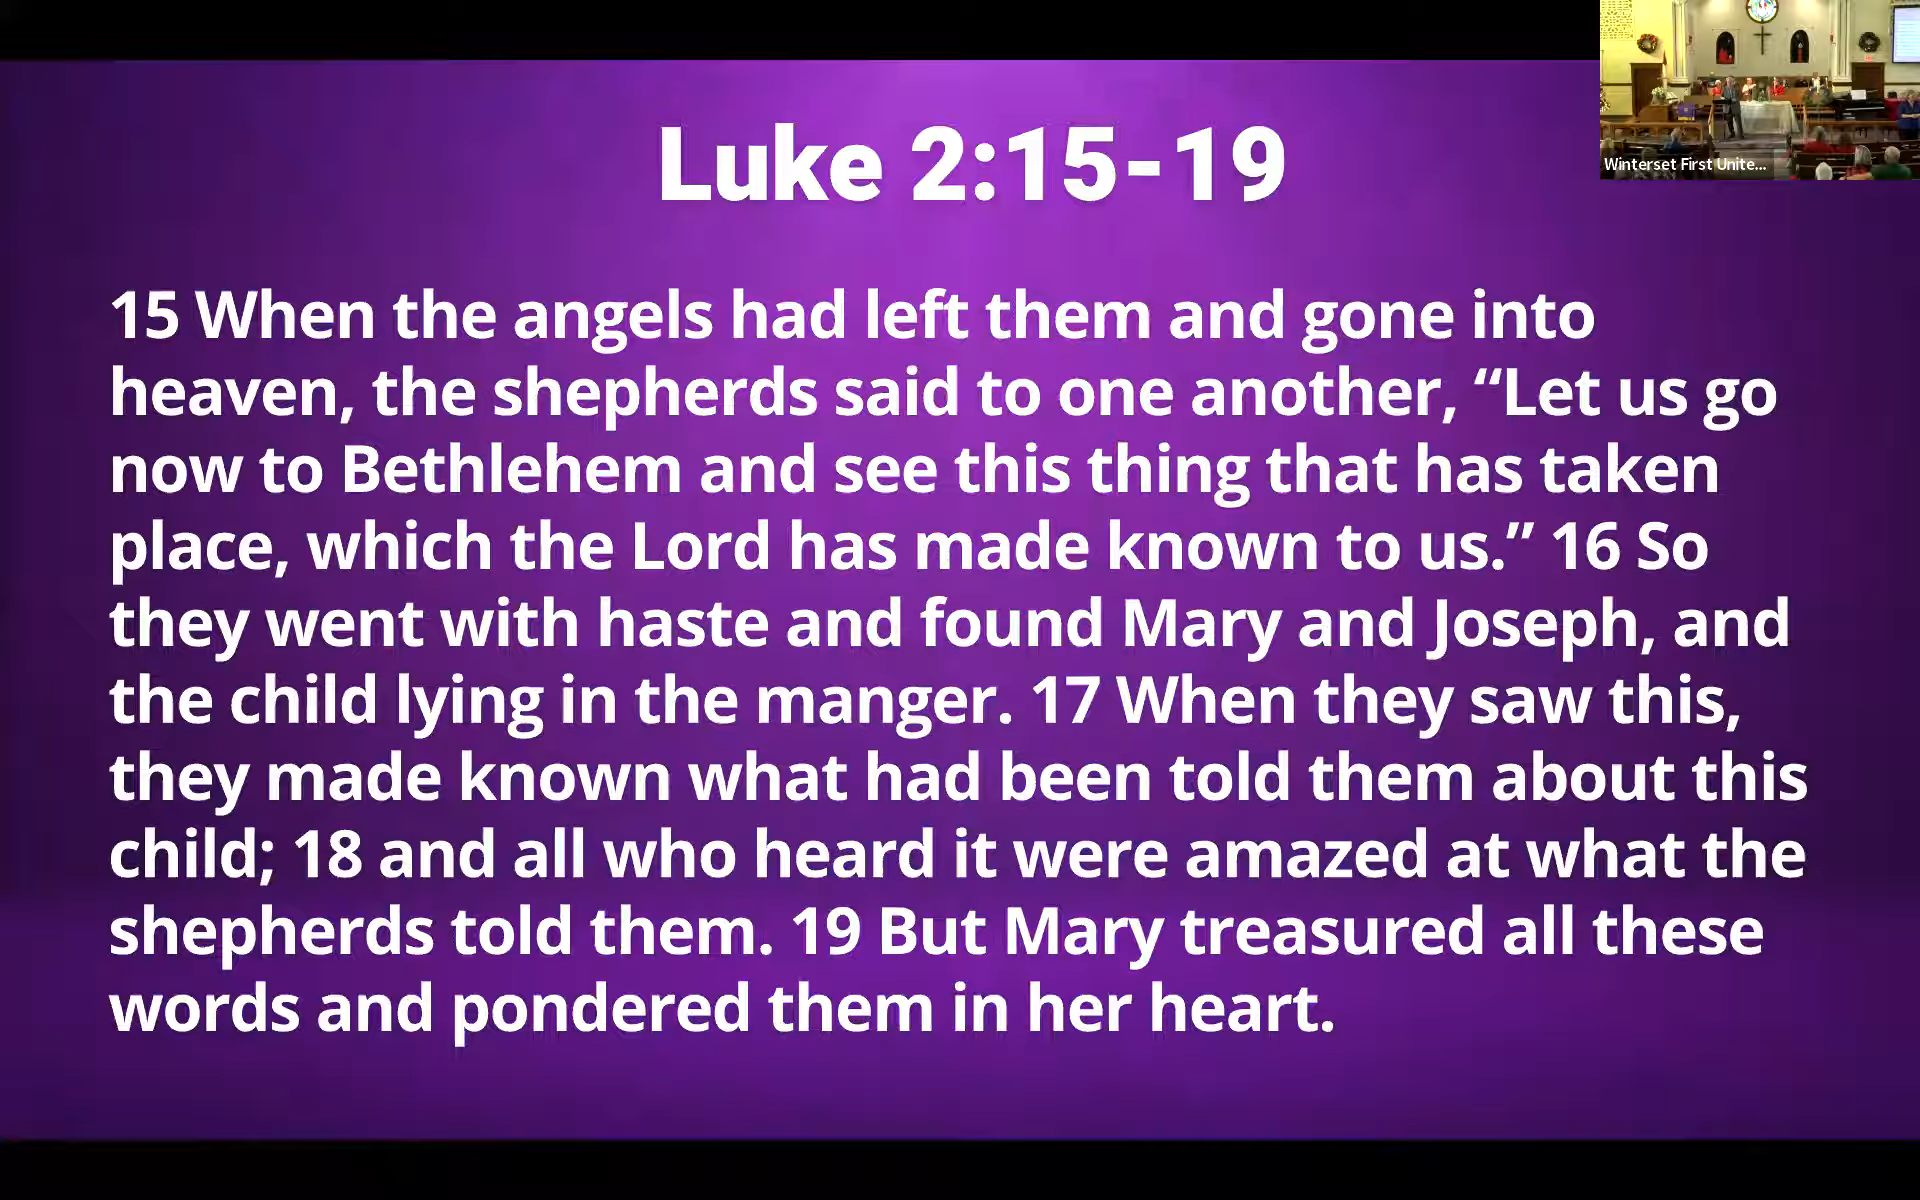 Luke 2:15-19
Winterset First Unite...
15 When the angels had left them and gone into
heaven, the shepherds said to one another, “Let us go
now to Bethlehem and see this thing that has taken
place, which the Lord has made known to us.” 16 So
they went with haste and found Mary and Joseph, and
the child lying in the manger. 17 When they saw this,
they made known what had been told them about this
child; 18 and all who heard it were amazed at what the
shepherds told them. 19 But Mary treasured all these
words and pondered them in her heart.